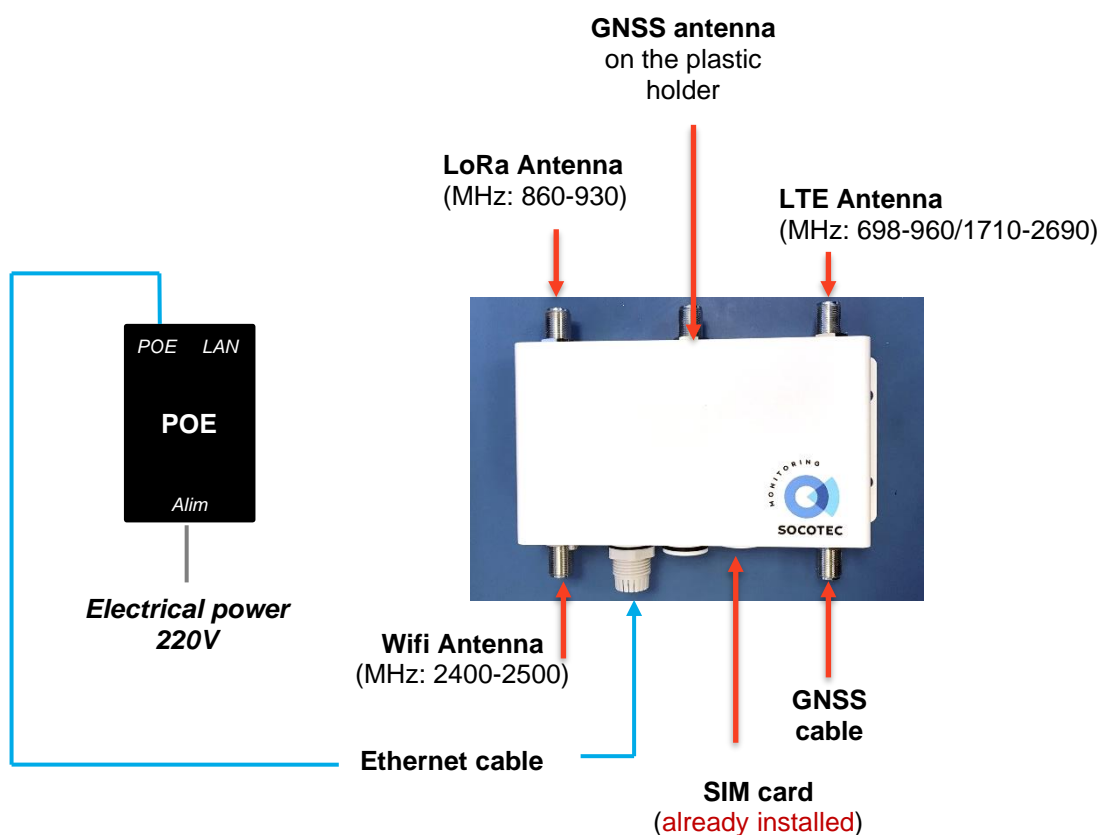 GNSS antenna
on the plastic
holder
LoRa Antenna
(MHz: 860-930)
LTE Antenna
(MHz: 698-960/1710-2690)
POE LAN
POE
Alim
Electrical power
220V
MONITORING
SOCOTEC
Wifi Antenna
(MHz: 2400-2500)
GNSS
cable
Ethernet cable
SIM card
(already installed)